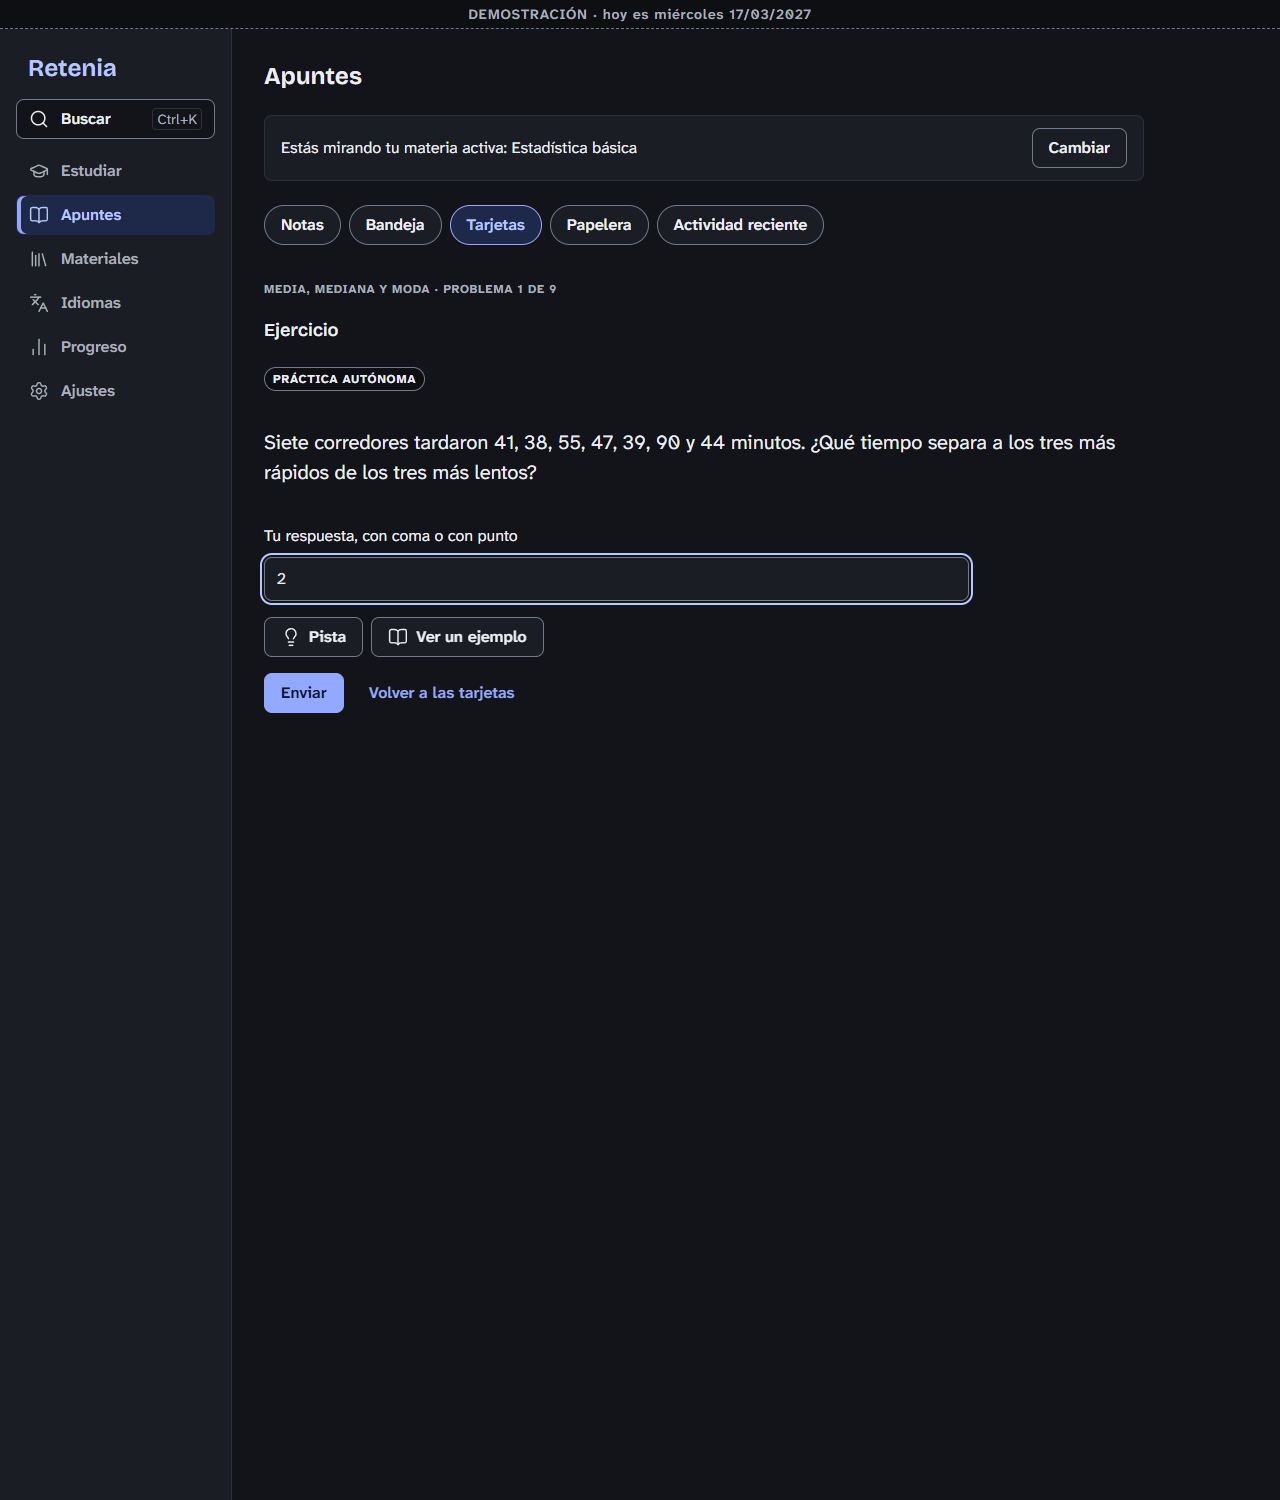 DEMOSTRACIÓN · hoy es miércoles 17/03/2027
Retenia
Buscar Ctrl+K
Estudiar
Apuntes
Materiales
Idiomas
Progreso
Ajustes
Apuntes
Estás mirando tu materia activa: Estadística básica
Cambiar
Notas Bandeja Tarjetas Papelera Actividad reciente
MEDIA, MEDIANA Y MODA · PROBLEMA 1 DE 9
Ejercicio
PRÁCTICA AUTÓNOMA
Siete corredores tardaron 41, 38, 55, 47, 39, 90 y 44 minutos. ¿Qué tiempo separa a los tres más
rápidos de los tres más lentos?
Tu respuesta, con coma o con punto
2
Pista Ver un ejemplo
Enviar Volver a las tarjetas